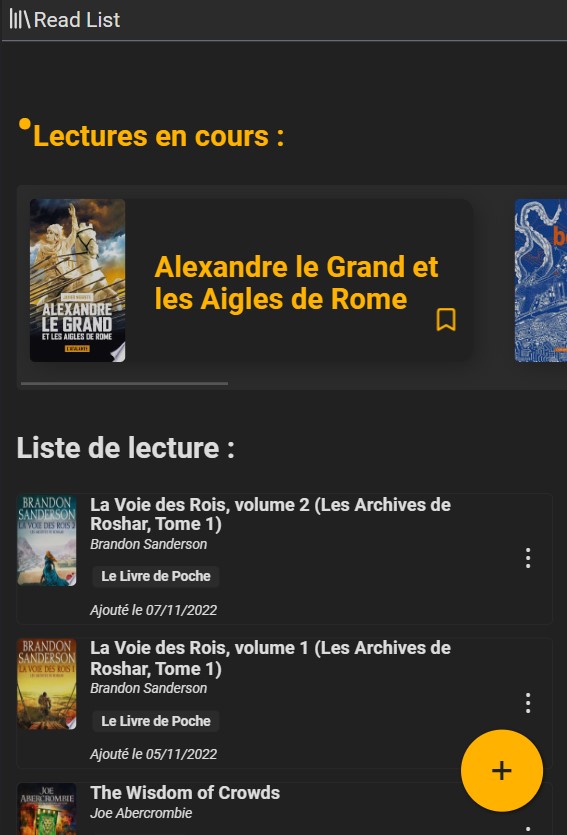 Read List
Lectures en cours :
JAVIER NEGRETE
ALEXANDRE
LE GRAND
ET LES AIGLES DE ROME
L'ATALANTE
Alexandre le Grand et
les Aigles de Rome
Liste de lecture :
BRANDON
SANDERSON
LA VOIE DES ROIS 2
La Voie des Rois, volume 2 (Les Archives de
Roshar, Tome 1)
Brandon Sanderson
Le Livre de Poche
Ajouté le 07/11/2022
BRANDON
SANDERSON
LA VOIE DES ROIS 1
La Voie des Rois, volume 1 (Les Archives de
Roshar, Tome 1)
Brandon Sanderson
Le Livre de Poche
Ajouté le 05/11/2022
+
JOE
ABERCROMBIE
The Wisdom of Crowds
Joe Abercrombie